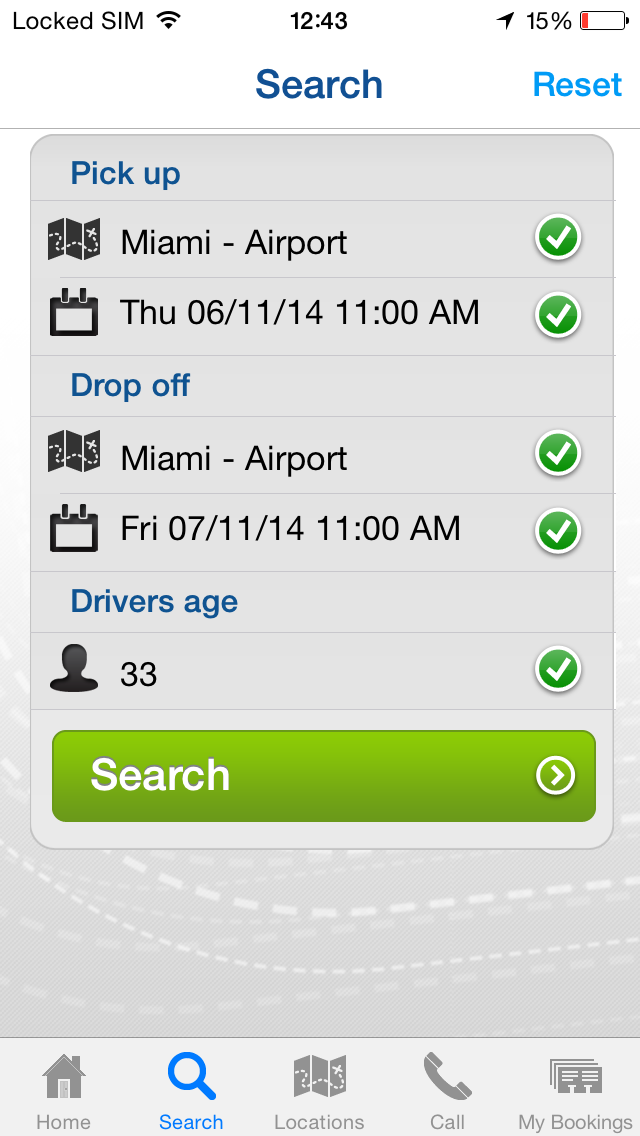 Locked SIM 12:43 15%
Search Reset
Pick up
Miami - Airport
Thu 06/11/14 11:00 AM
Drop off
Miami - Airport
Fri 07/11/14 11:00 AM
Drivers age
33
Search
Home Search Locations Call My Bookings